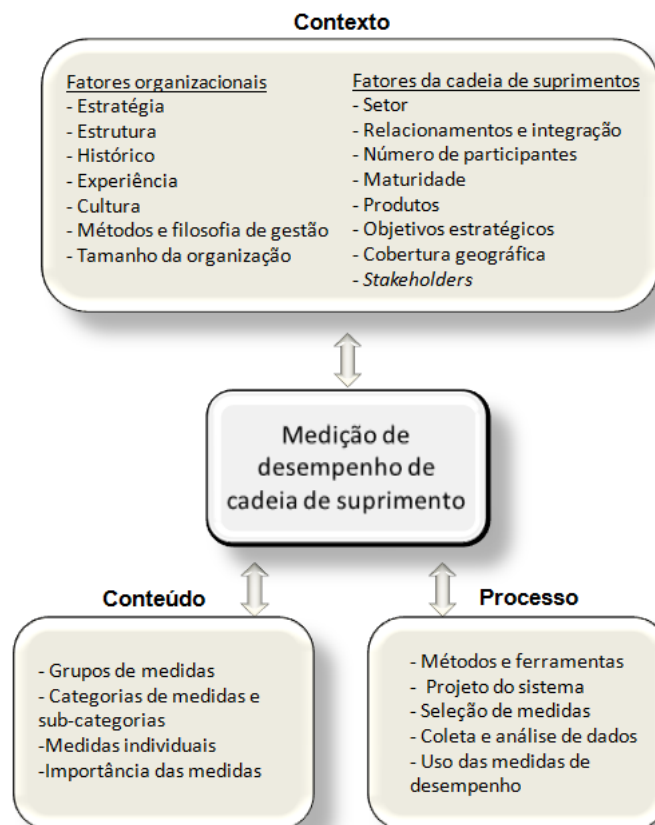 Contexto
Fatores organizacionais
- Estratégia
- Estrutura
- Histórico
- Experiência
- Cultura
- Métodos e filosofia de gestão
- Tamanho da organização
Fatores da cadeia de suprimentos
- Setor
- Relacionamentos e integração
- Número de participantes
- Maturidade
- Produtos
- Objetivos estratégicos
- Cobertura geográfica
- Stakeholders
Medição de
desempenho de
cadeia de suprimento
Conteúdo
- Grupos de medidas
- Categorias de medidas e
sub-categorias
-Medidas individuais
-Importância das medidas
Processo
- Métodos e ferramentas
- Projeto do sistema
- Seleção de medidas
- Coleta e análise de dados
- Uso das medidas de
desempenho